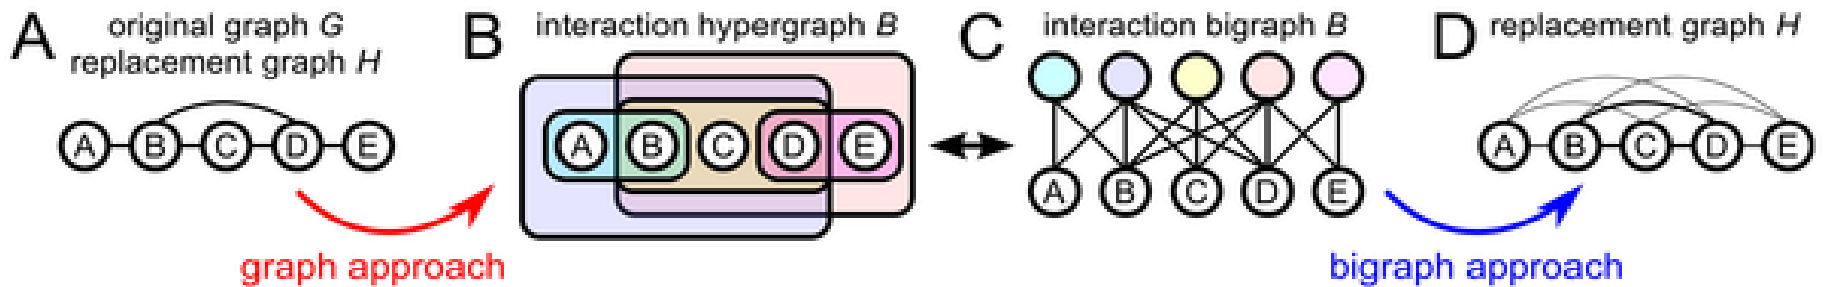 A
original graph G
replacement graph H
A B C D E
graph approach
B
interaction hypergraph B
A B C D E
C
interaction bigraph B
A B C D E
bigraph approach
D
replacement graph H
A B C D E